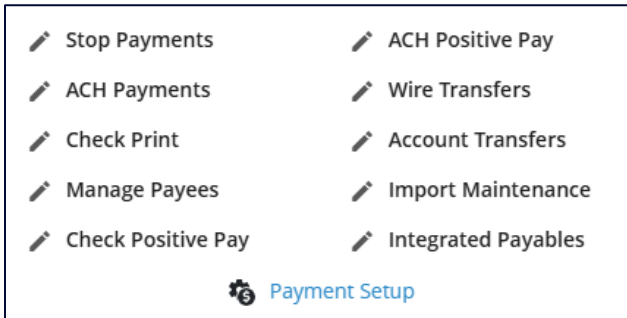 Stop Payments
ACH Positive Pay
ACH Payments
Wire Transfers
Check Print
Account Transfers
Manage Payees
Import Maintenance
Check Positive Pay
Integrated Payables
Payment Setup